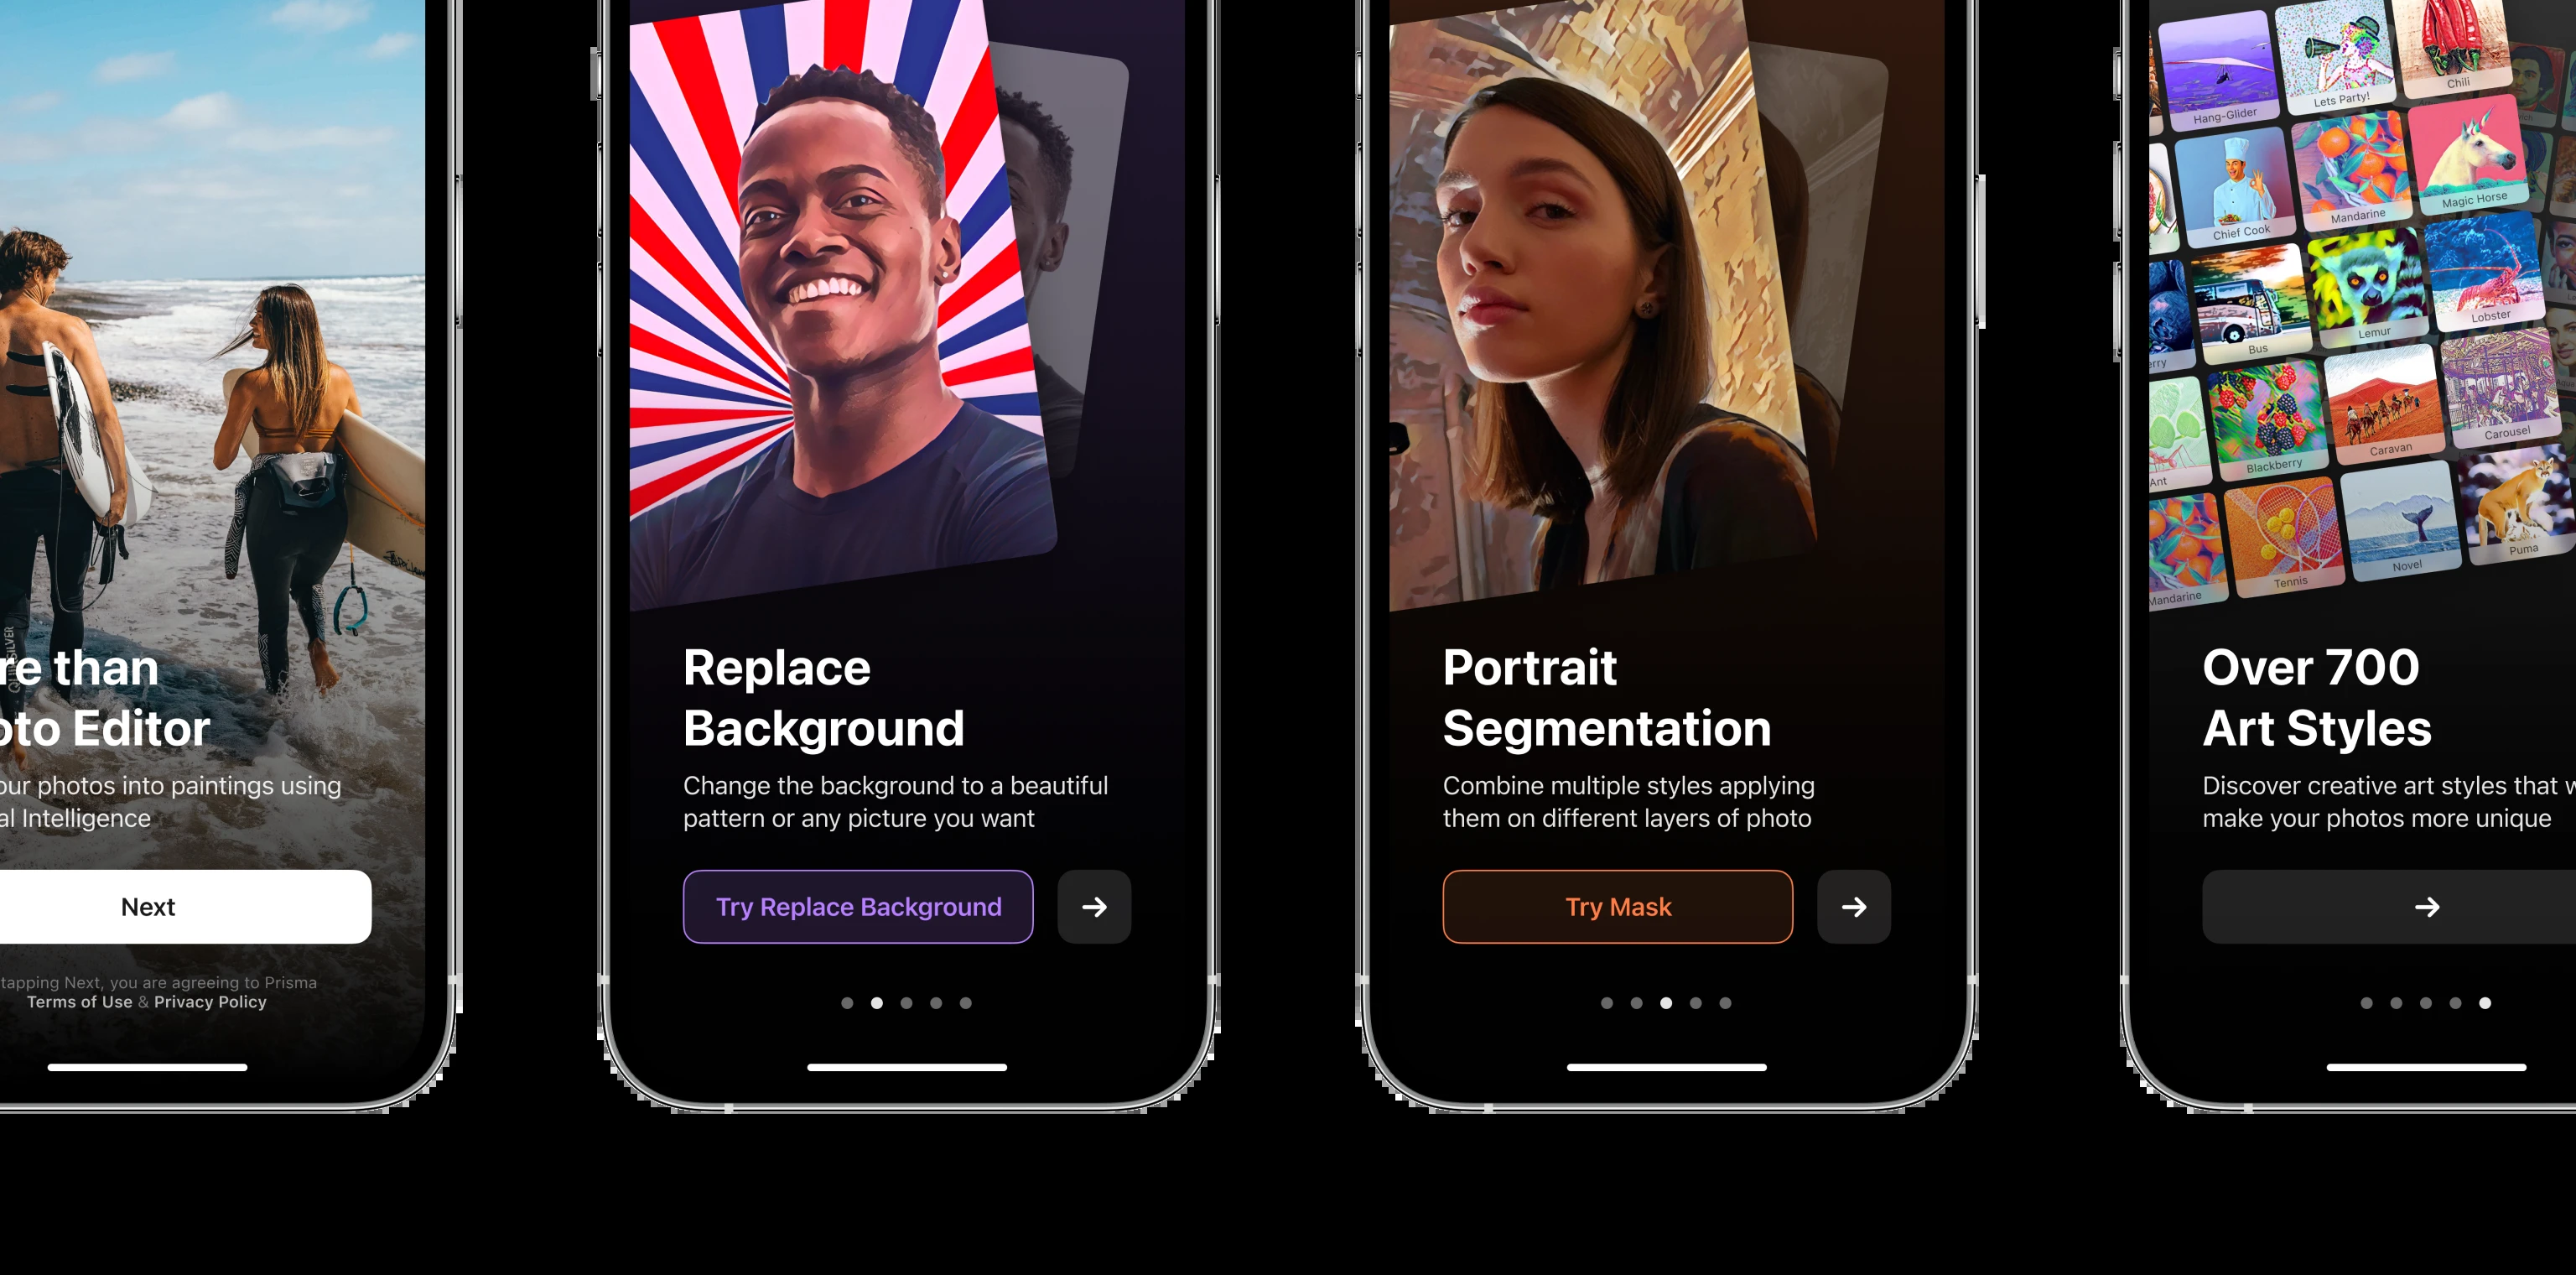 re than
oto Editor
our photos into paintings using
al Intelligence
Next
tapping Next, you are agreeing to Prisma
Terms of Use & Privacy Policy
Replace
Background
Change the background to a beautiful
pattern or any picture you want
Try Replace Background
Portrait
Segmentation
Combine multiple styles applying
them on different layers of photo
Try Mask
Hang-Glider
Lets Party!
Chili
Chief Cook
Mandarine
Magic Horse
Bus
Lemur
Lobster
Blackberry
Caravan
Carousel
Ant
Mandarine
Tennis
Novel
Puma
Over 700
Art Styles
Discover creative art styles that w
make your photos more unique